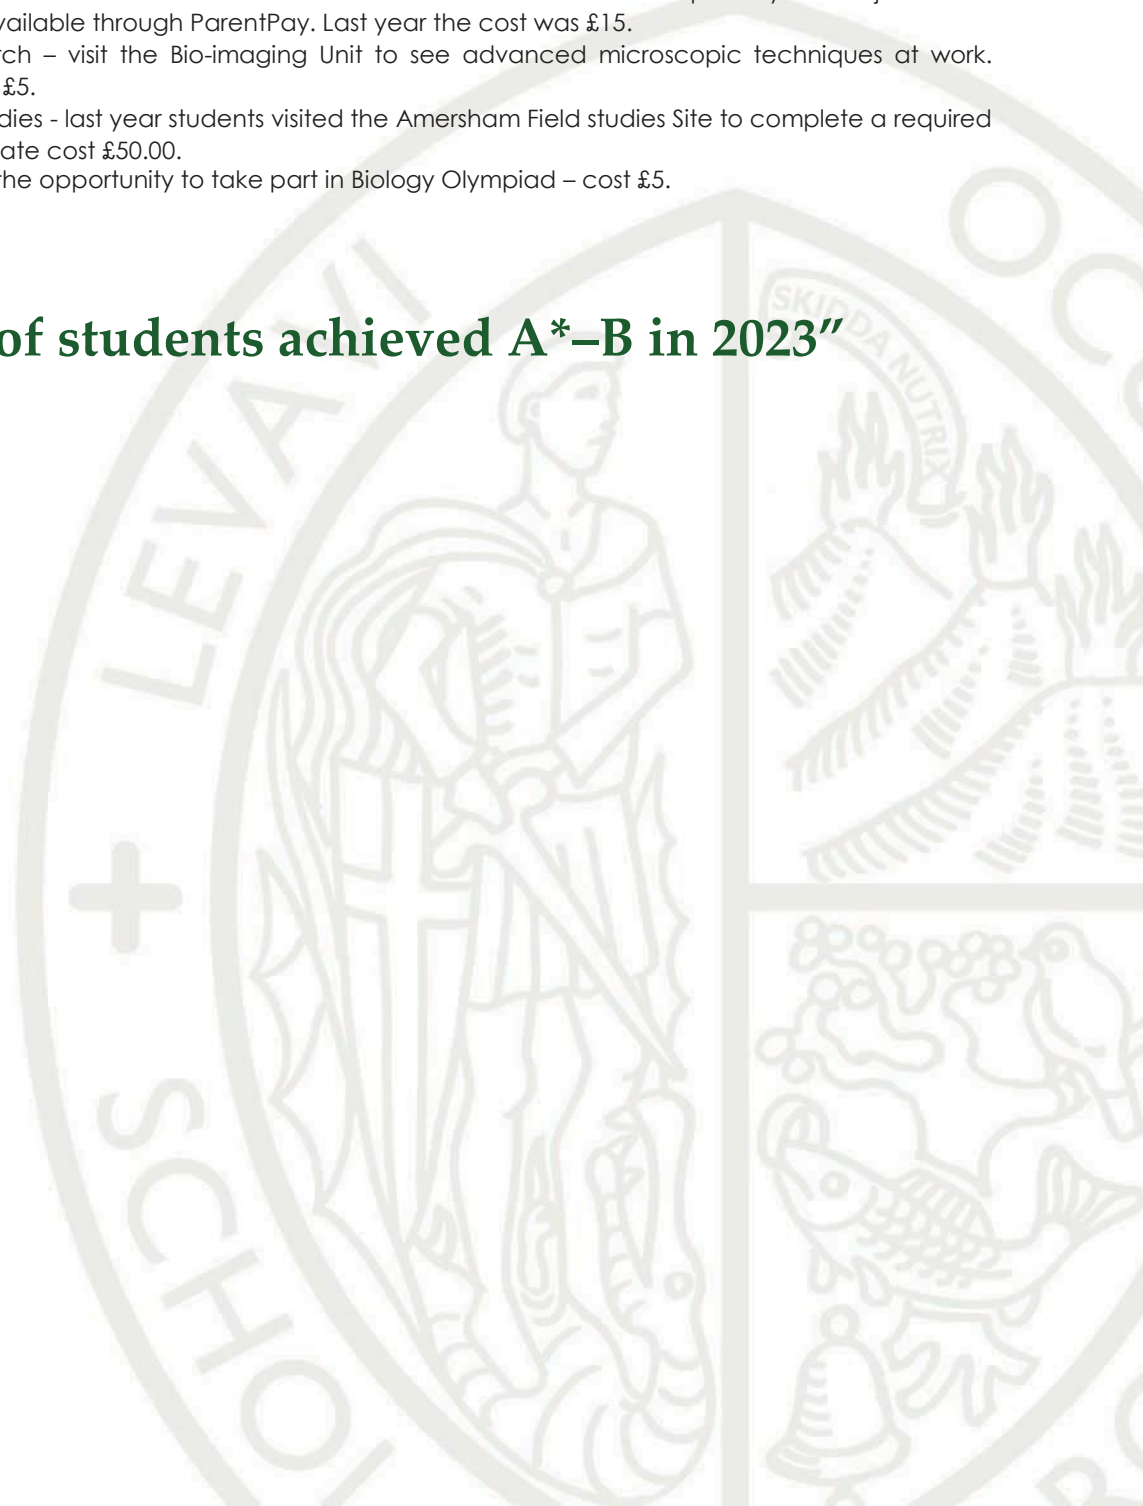 vailable through ParentPay. Last year the cost was £15.
rch – visit the Bio-imaging Unit to see advanced microscopic techniques at work.
£5.
dies - last year students visited the Amersham Field studies Site to complete a required
ate cost £50.00.
the opportunity to take part in Biology Olympiad – cost £5.
of students achieved A*–B in 2023”
LEVAVI
OCC
SKIDDA NUTRIX
SCHO